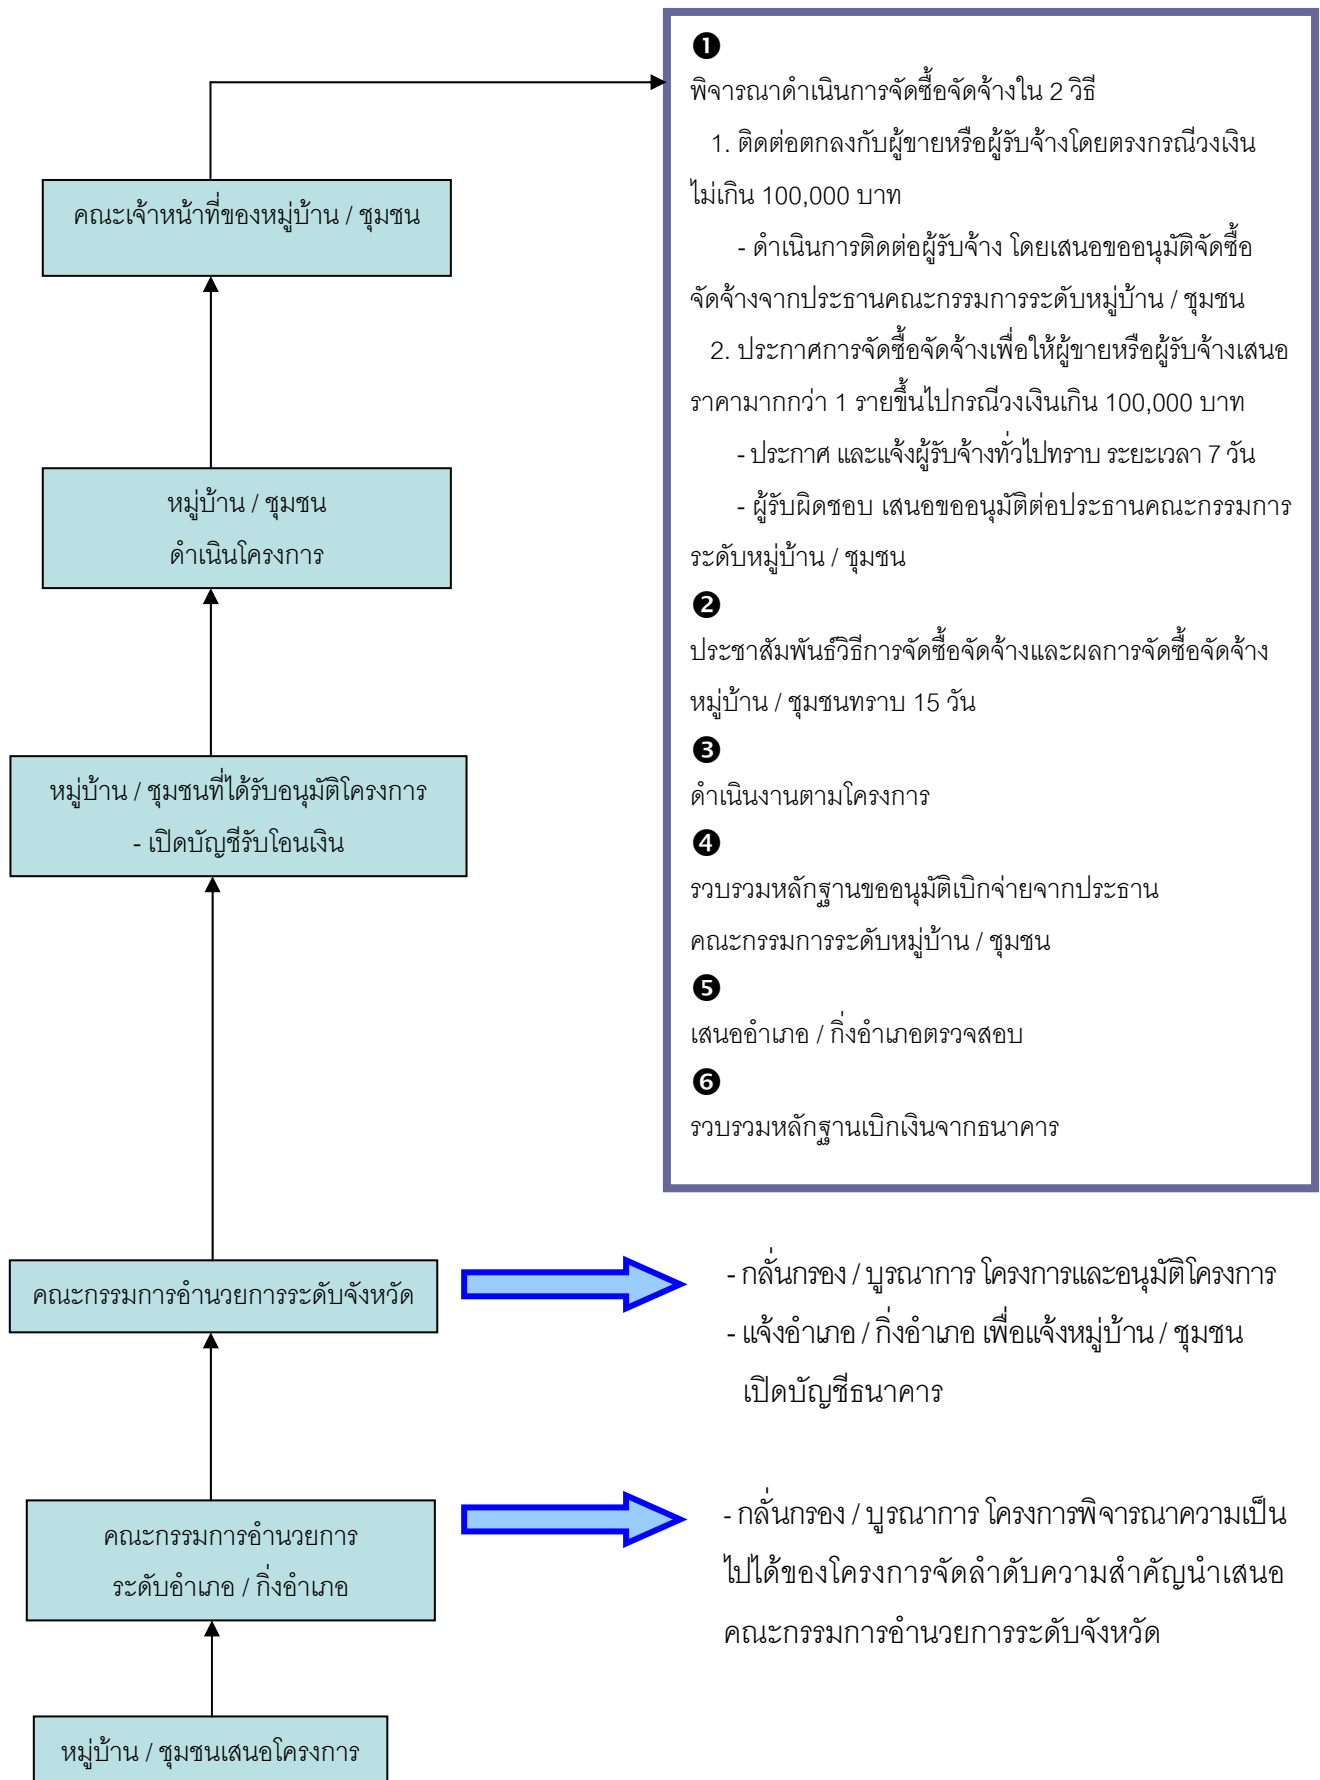 ❶
พิจารณาดำเนินการจัดซื้อจัดจ้างใน 2 วิธี
1. ติดต่อตกลงกับผู้ขายหรือผู้รับจ้างโดยตรงกรณีวงเงิน
ไม่เกิน 100,000 บาท
- ดำเนินการติดต่อผู้รับจ้าง โดยเสนอขออนุมัติจัดซื้อ
จัดจ้างจากประธานคณะกรรมการระดับหมู่บ้าน / ชุมชน
2. ประกาศการจัดซื้อจัดจ้างเพื่อให้ผู้ขายหรือผู้รับจ้างเสนอ
ราคามากกว่า 1 รายขึ้นไปกรณีวงเงินเกิน 100,000 บาท
- ประกาศ และแจ้งผู้รับจ้างทั่วไปทราบ ระยะเวลา 7 วัน
- ผู้รับผิดชอบ เสนอขออนุมัติต่อประธานคณะกรรมการ
ระดับหมู่บ้าน / ชุมชน
❷
ประชาสัมพันธ์วิธีการจัดซื้อจัดจ้างและผลการจัดซื้อจัดจ้าง
หมู่บ้าน / ชุมชนทราบ 15 วัน
❸
ดำเนินงานตามโครงการ
❹
รวบรวมหลักฐานขออนุมัติเบิกจ่ายจากประธาน
คณะกรรมการระดับหมู่บ้าน / ชุมชน
❺
เสนออำเภอ / กิ่งอำเภอตรวจสอบ
❻
รวบรวมหลักฐานเบิกเงินจากธนาคาร
คณะเจ้าหน้าที่ของหมู่บ้าน / ชุมชน
หมู่บ้าน / ชุมชน
ดำเนินโครงการ
หมู่บ้าน / ชุมชนที่ได้รับอนุมัติโครงการ
- เปิดบัญชีรับโอนเงิน
คณะกรรมการอำนวยการระดับจังหวัด
- กลั่นกรอง / บูรณาการ โครงการและอนุมัติโครงการ
- แจ้งอำเภอ / กิ่งอำเภอ เพื่อแจ้งหมู่บ้าน / ชุมชน
เปิดบัญชีธนาคาร
คณะกรรมการอำนวยการ
ระดับอำเภอ / กิ่งอำเภอ
- กลั่นกรอง / บูรณาการ โครงการพิจารณาความเป็น
ไปได้ของโครงการจัดลำดับความสำคัญนำเสนอ
คณะกรรมการอำนวยการระดับจังหวัด
หมู่บ้าน / ชุมชนเสนอโครงการ